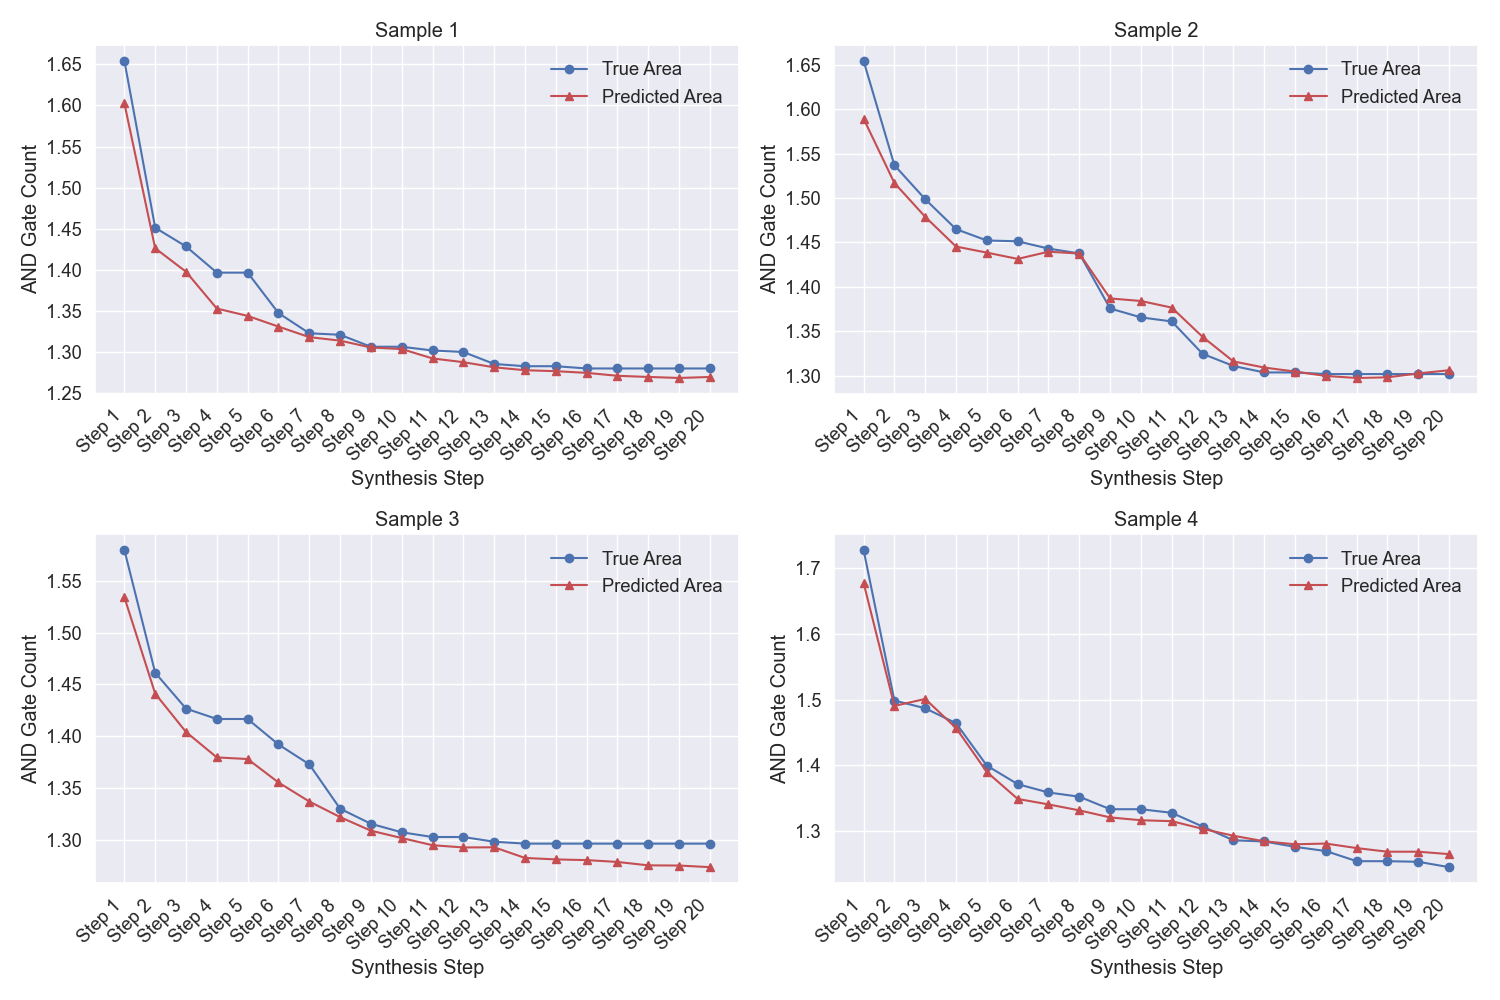 Sample 1
1.65
1.60
1.55
1.50
1.45
1.40
1.35
1.30
1.25
AND Gate Count
True Area
Predicted Area
Step 1
Step 2
Step 3
Step 4
Step 5
Step 6
Step 7
Step 8
Step 9
Step 10
Step 11
Step 12
Step 13
Step 14
Step 15
Step 16
Step 17
Step 18
Step 19
Step 20
Synthesis Step
Sample 2
1.65
1.60
1.55
1.50
1.45
1.40
1.35
1.30
AND Gate Count
True Area
Predicted Area
Step 1
Step 2
Step 3
Step 4
Step 5
Step 6
Step 7
Step 8
Step 9
Step 10
Step 11
Step 12
Step 13
Step 14
Step 15
Step 16
Step 17
Step 18
Step 19
Step 20
Synthesis Step
Sample 3
1.55
1.50
1.45
1.40
1.35
1.30
AND Gate Count
True Area
Predicted Area
Step 1
Step 2
Step 3
Step 4
Step 5
Step 6
Step 7
Step 8
Step 9
Step 10
Step 11
Step 12
Step 13
Step 14
Step 15
Step 16
Step 17
Step 18
Step 19
Step 20
Synthesis Step
Sample 4
1.7
1.6
1.5
1.4
1.3
AND Gate Count
True Area
Predicted Area
Step 1
Step 2
Step 3
Step 4
Step 5
Step 6
Step 7
Step 8
Step 9
Step 10
Step 11
Step 12
Step 13
Step 14
Step 15
Step 16
Step 17
Step 18
Step 19
Step 20
Synthesis Step